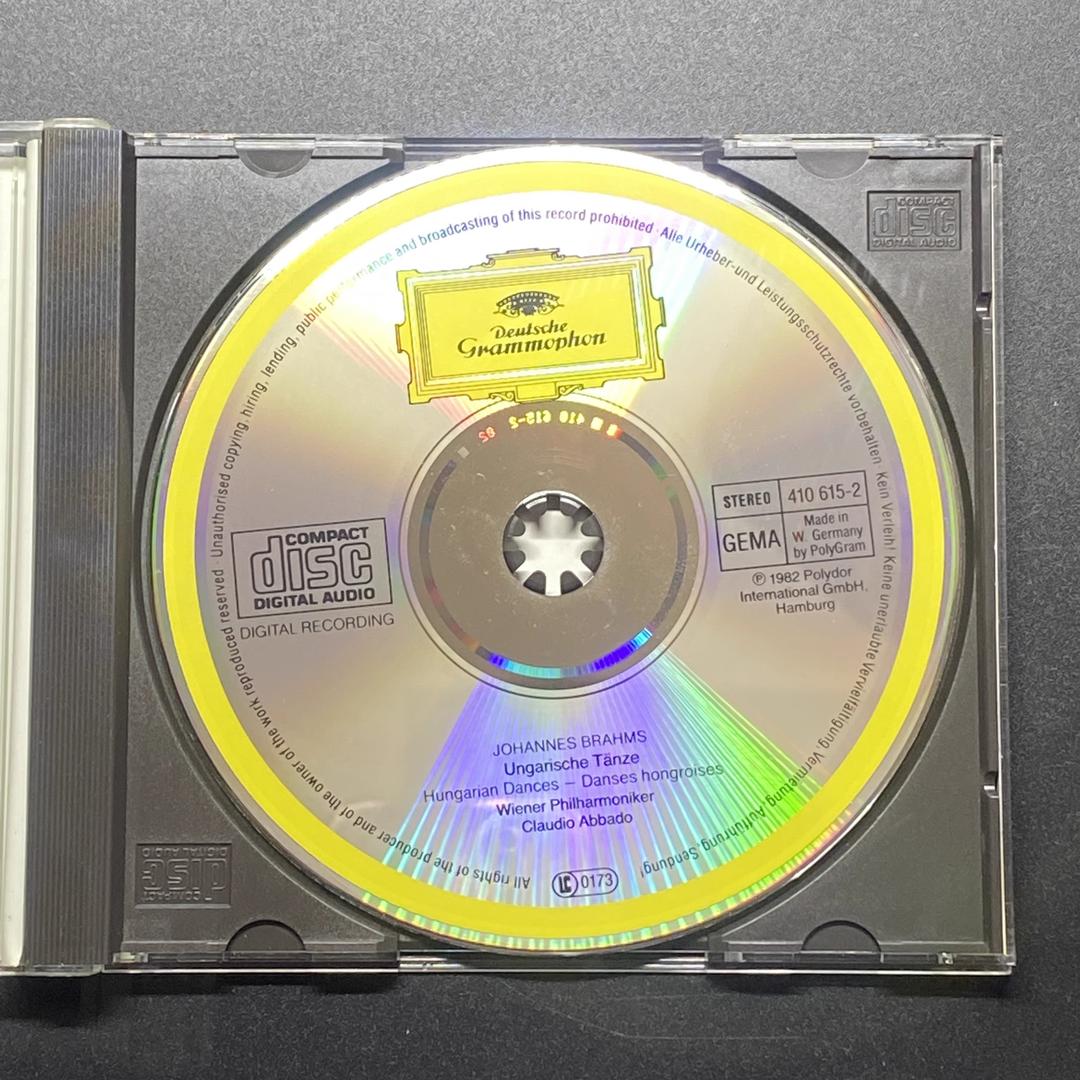 All rights of the producer and of the owner of the work reproduced reserved · Unauthorised copying, hiring, lending, public performance and broadcasting of this record prohibited · Alle Urheber- und Leistungsschutzrechte vorbehalten · Kein Verleih! Keine unerlaubte Vervielfältigung, Vermietung, Aufführung, Sendung!
Deutsche
Grammophon
410 615-2
COMPACT
disc
DIGITAL AUDIO
DIGITAL RECORDING
STEREO
410 615-2
GEMA
Made in
W. Germany
by PolyGram
℗ 1982 Polydor
International GmbH,
Hamburg
JOHANNES BRAHMS
Ungarische Tänze
Hungarian Dances – Danses hongroises
Wiener Philharmoniker
Claudio Abbado
LC 0173
COMPACT
disc
DIGITAL AUDIO
COMPACT
disc
DIGITAL AUDIO